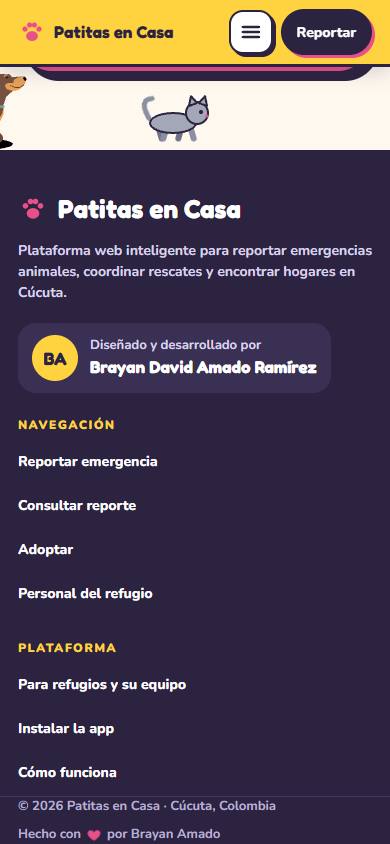 Patitas en Casa
Reportar
Patitas en Casa
Plataforma web inteligente para reportar emergencias
animales, coordinar rescates y encontrar hogares en
Cúcuta.
BA
Diseñado y desarrollado por
Brayan David Amado Ramírez
NAVEGACIÓN
Reportar emergencia
Consultar reporte
Adoptar
Personal del refugio
PLATAFORMA
Para refugios y su equipo
Instalar la app
Cómo funciona
© 2026 Patitas en Casa · Cúcuta, Colombia
Hecho con por Brayan Amado